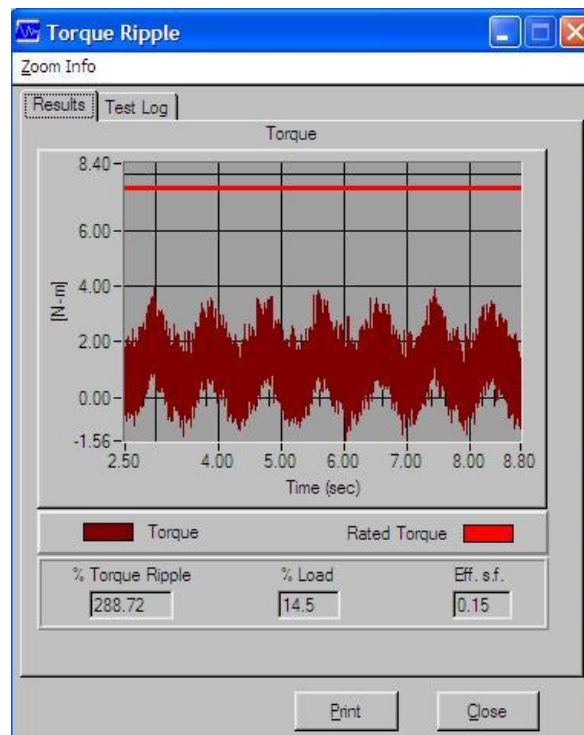 Torque Ripple
Zoom Info
Results Test Log
Torque
8.40
6.00
4.00
2.00
0.00
-1.56
[N-m]
2.50 4.00 5.00 6.00 7.00 8.00 8.80
Time (sec)
Torque Rated Torque
% Torque Ripple % Load Eff. s.f.
288.72 14.5 0.15
Print Close